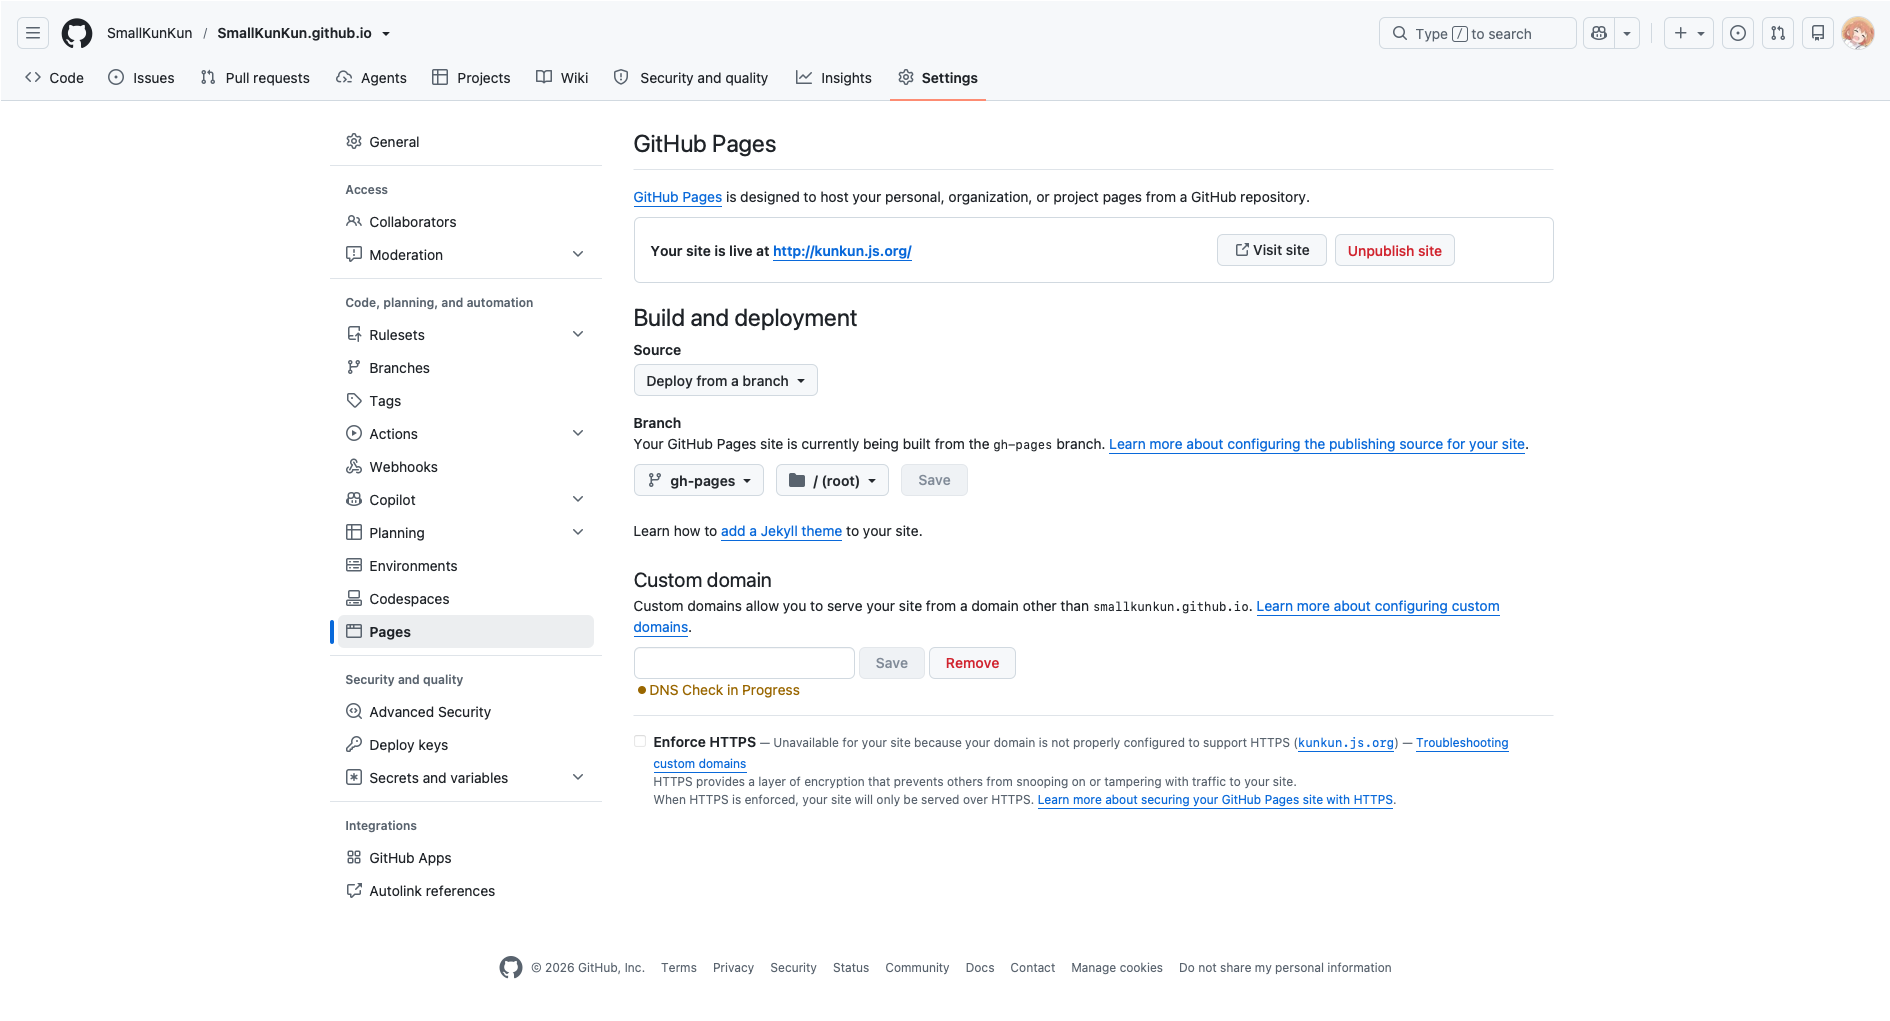 SmallKunKun / SmallKunKun.github.io
Type / to search
Code Issues Pull requests Agents Projects Wiki Security and quality Insights Settings
General
Access
Collaborators
Moderation
Code, planning, and automation
Rulesets
Branches
Tags
Actions
Webhooks
Copilot
Planning
Environments
Codespaces
Pages
Security and quality
Advanced Security
Deploy keys
Secrets and variables
Integrations
GitHub Apps
Autolink references
GitHub Pages
GitHub Pages is designed to host your personal, organization, or project pages from a GitHub repository.
Your site is live at http://kunkun.js.org/ Visit site Unpublish site
Build and deployment
Source
Deploy from a branch
Branch
Your GitHub Pages site is currently being built from the gh-pages branch. Learn more about configuring the publishing source for your site.
gh-pages / (root) Save
Learn how to add a Jekyll theme to your site.
Custom domain
Custom domains allow you to serve your site from a domain other than smallkunkun.github.io. Learn more about configuring custom
domains.
Save Remove
DNS Check in Progress
Enforce HTTPS — Unavailable for your site because your domain is not properly configured to support HTTPS (kunkun.js.org) — Troubleshooting
custom domains
HTTPS provides a layer of encryption that prevents others from snooping on or tampering with traffic to your site.
When HTTPS is enforced, your site will only be served over HTTPS. Learn more about securing your GitHub Pages site with HTTPS.
© 2026 GitHub, Inc. Terms Privacy Security Status Community Docs Contact Manage cookies Do not share my personal information